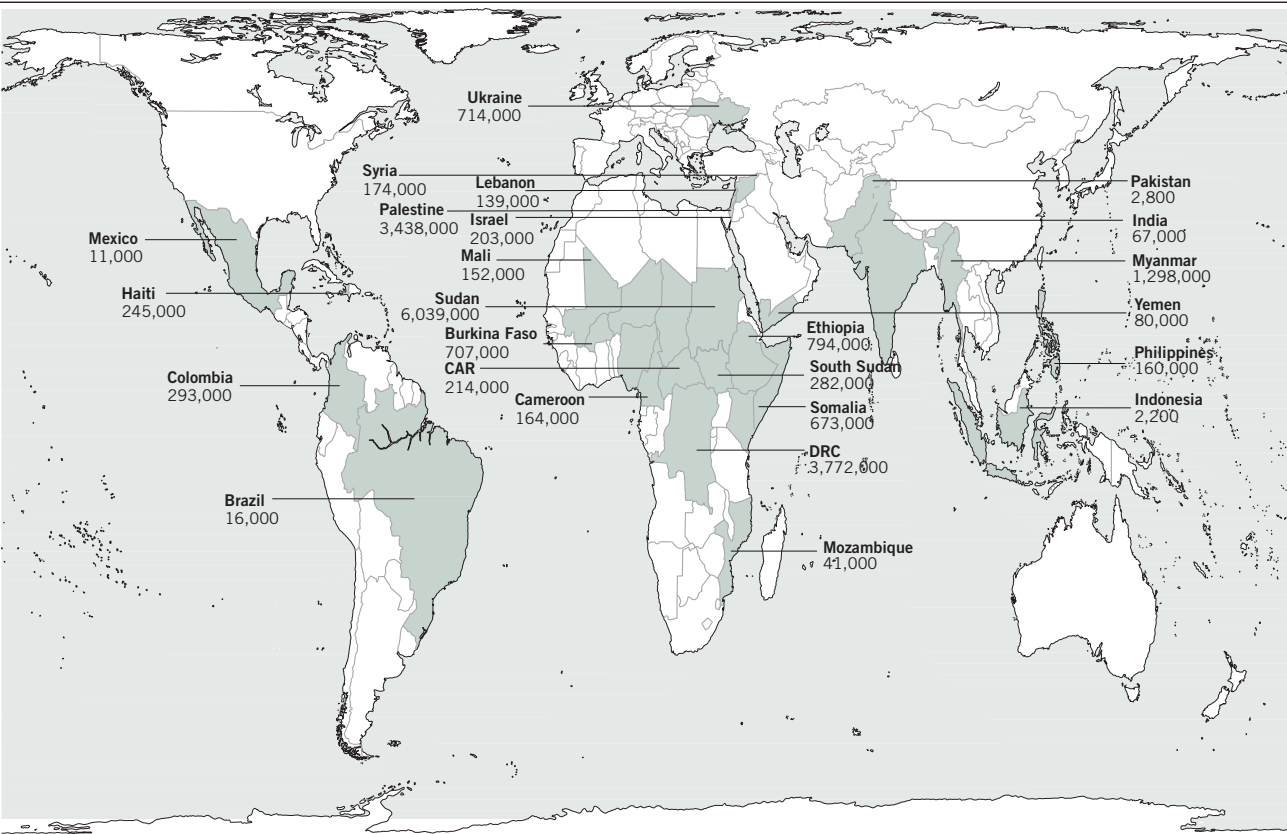 Ukraine
714,000
Syria
174,000
Lebanon
139,000
Palestine
3,438,000
Israel
203,000
Mali
152,000
Sudan
6,039,000
Burkina Faso
707,000
CAR
214,000
Cameroon
164,000
Mexico
11,000
Haiti
245,000
Colombia
293,000
Brazil
16,000
Pakistan
2,800
India
67,000
Myanmar
1,298,000
Yemen
80,000
Ethiopia
794,000
South Sudan
282,000
Somalia
673,000
DRC
3,772,000
Mozambique
41,000
Philippines
160,000
Indonesia
2,200